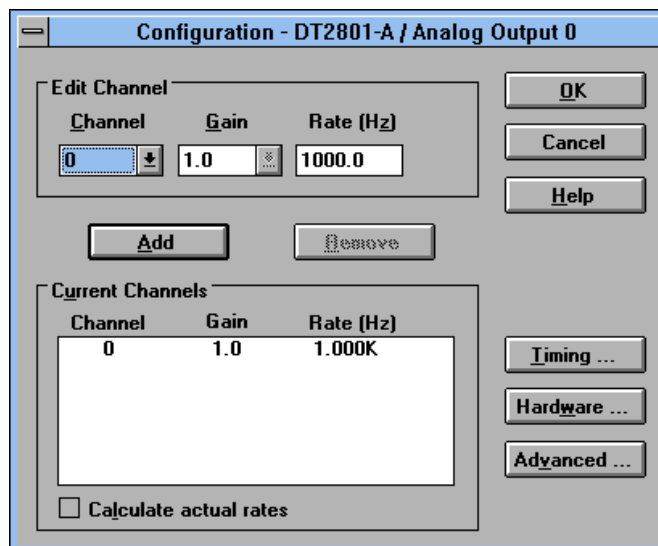 Configuration - DT2801-A / Analog Output 0
Edit Channel
Channel Gain Rate (Hz)
0 1.0 1000.0
OK
Cancel
Help
Add Remove
Current Channels
Channel Gain Rate (Hz)
0 1.0 1.000K
Timing ...
Hardware ...
Advanced ...
Calculate actual rates